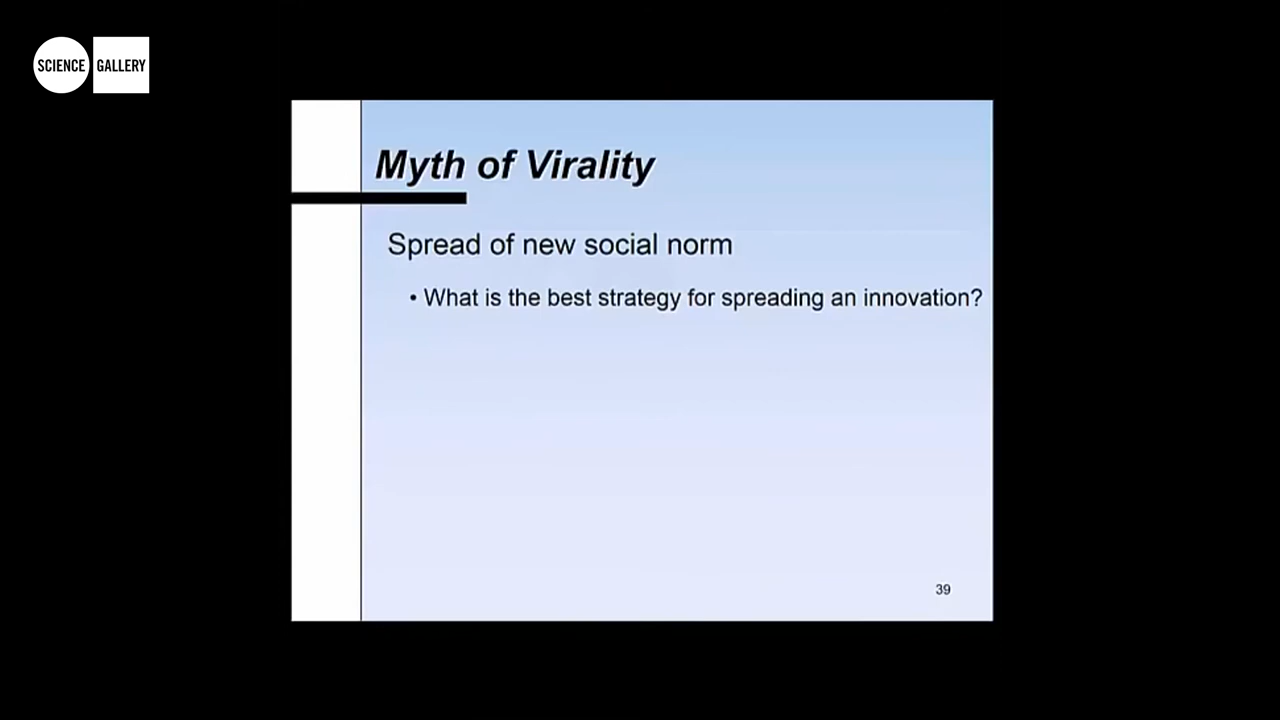 SCIENCE GALLERY
Myth of Virality
Spread of new social norm
• What is the best strategy for spreading an innovation?
39